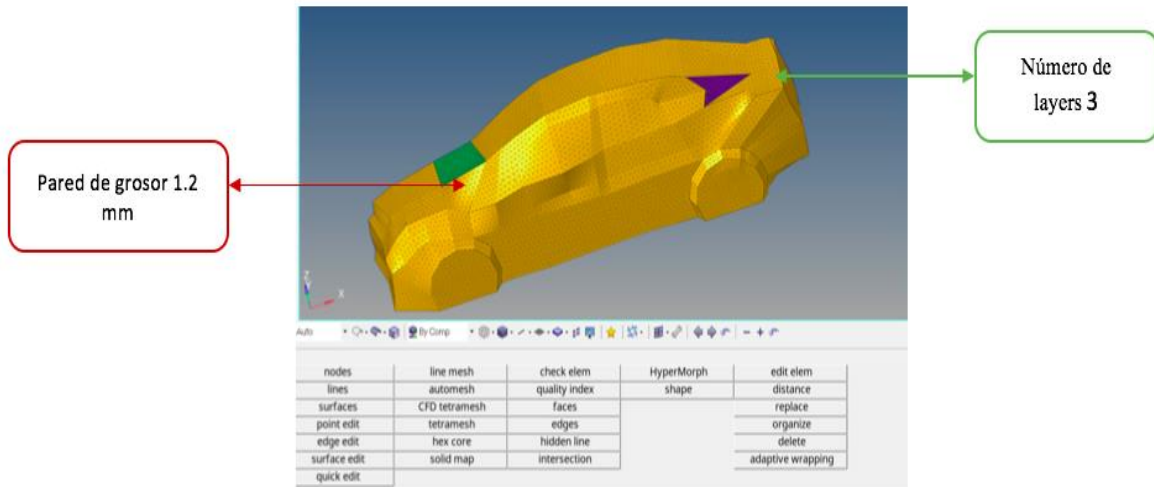 Pared de grosor 1.2
mm
Número de
layers 3
Z
X
Auto
By Comp
nodes line mesh check elem HyperMorph edit elem
lines automesh quality index shape distance
surfaces CFD tetramesh faces replace
point edit tetramesh edges organize
edge edit hex core hidden line delete
surface edit solid map intersection adaptive wrapping
quick edit